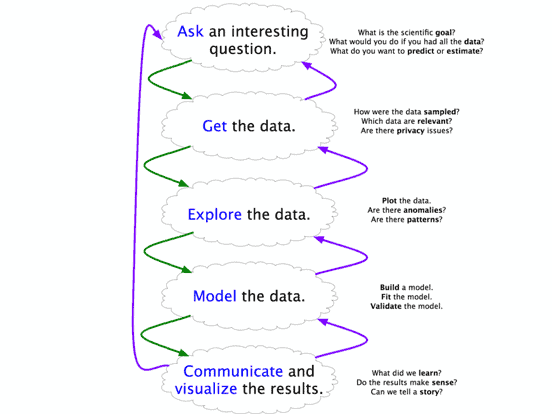 Ask an interesting
question.
What is the scientific goal?
What would you do if you had all the data?
What do you want to predict or estimate?
Get the data.
How were the data sampled?
Which data are relevant?
Are there privacy issues?
Explore the data.
Plot the data.
Are there anomalies?
Are there patterns?
Model the data.
Build a model.
Fit the model.
Validate the model.
Communicate and
visualize the results.
What did we learn?
Do the results make sense?
Can we tell a story?